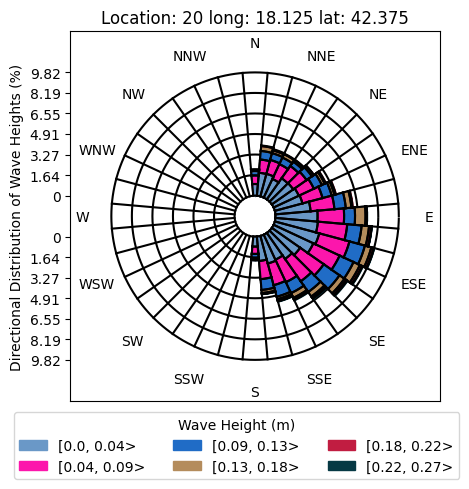 Location: 20 long: 18.125 lat: 42.375
N
NNW NNE
NW NE
WNW ENE
W E
WSW ESE
SW SE
SSW SSE
S
Directional Distribution of Wave Heights (%)
9.82
8.19
6.55
4.91
3.27
1.64
0
0
1.64
3.27
4.91
6.55
8.19
9.82
Wave Height (m)
[0.0, 0.04> [0.09, 0.13> [0.18, 0.22>
[0.04, 0.09> [0.13, 0.18> [0.22, 0.27>